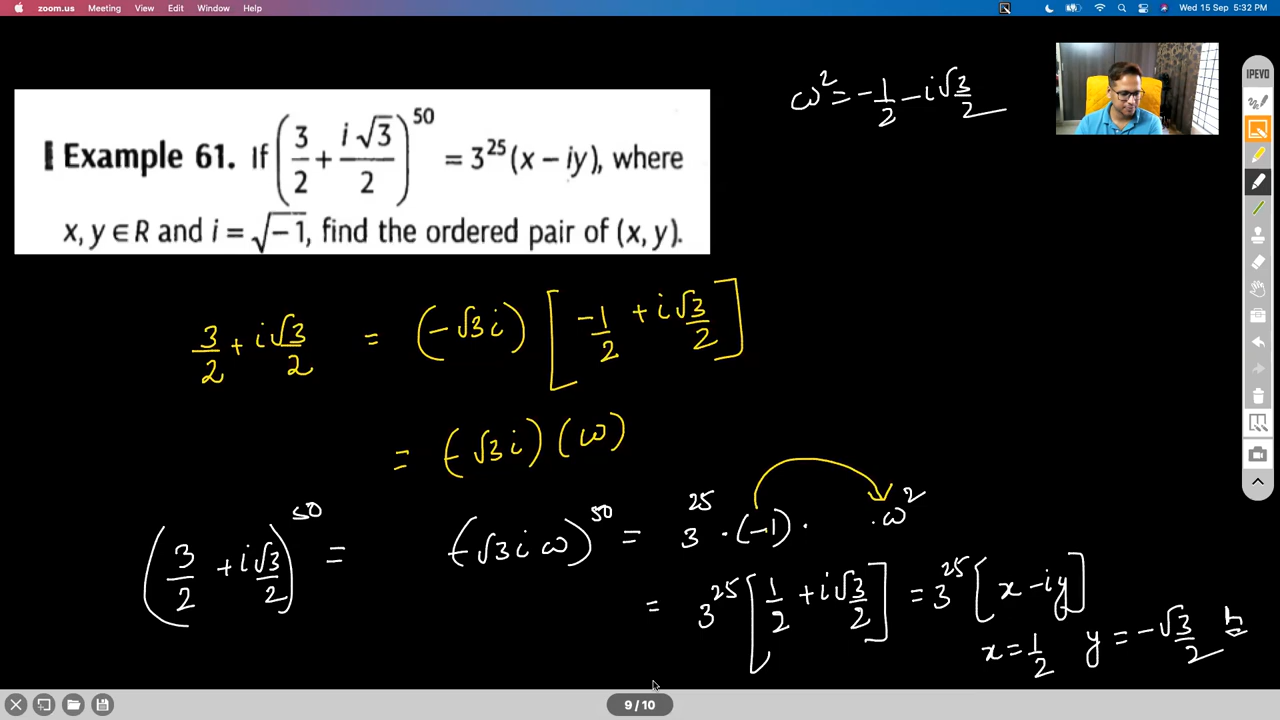 zoom.us Meeting View Edit Window Help Wed 15 Sep 5:32 PM
IPEVO
ω² = -1/2 - i√3/2
Example 61. If (3/2 + i√3/2)^50 = 3^25 (x – iy), where
x, y ∈ R and i = √–1, find the ordered pair of (x, y).
3/2 + i√3/2 = (-√3 i) [-1/2 + i√3/2]
= (-√3 i)(ω)
(3/2 + i√3/2)^50 = (-√3 i ω)^50 = 3^25 · (-1) · · ω²
= 3^25 [1/2 + i√3/2] = 3^25 [x - iy]
x = 1/2 y = -√3/2
9 / 10